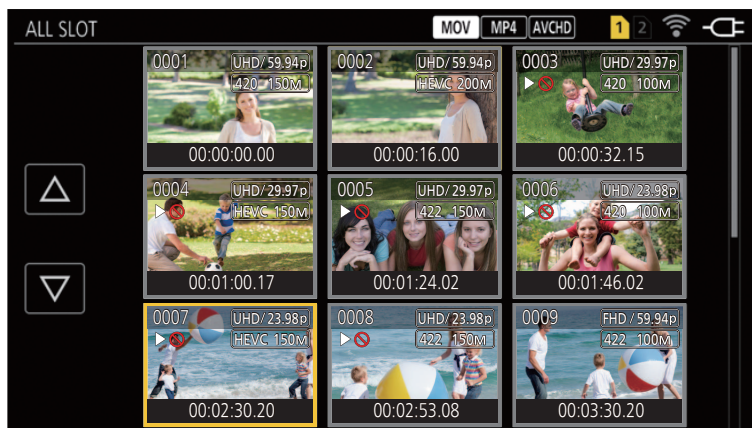 ALL SLOT MOV MP4 AVCHD 1 2
0001 UHD/59.94p 0002 UHD/59.94p 0003 UHD/29.97p
420 150M HEVC 200M 420 100M
00:00:00.00 00:00:16.00 00:00:32.15
0004 UHD/29.97p 0005 UHD/29.97p 0006 UHD/23.98p
HEVC 150M 422 150M 420 100M
00:01:00.17 00:01:24.02 00:01:46.02
0007 UHD/23.98p 0008 UHD/23.98p 0009 FHD/59.94p
HEVC 150M 422 150M 422 100M
00:02:30.20 00:02:53.08 00:03:30.20